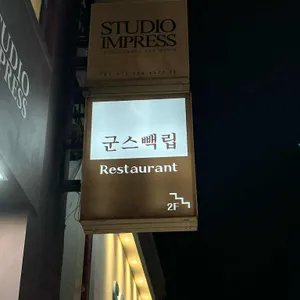 STUDIO
iMPRESS
STUDIO
iMPRESS
군스빽립
Restaurant
2F